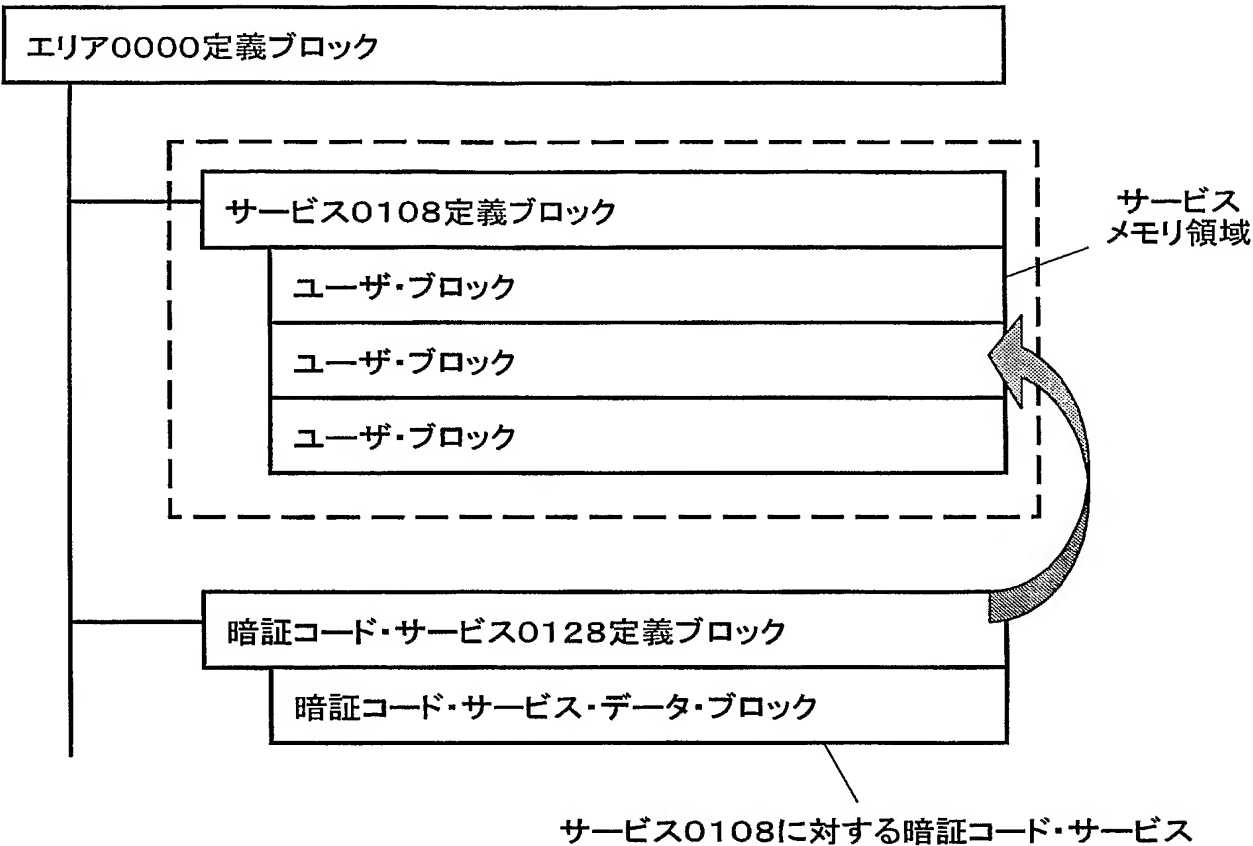 エリア0000定義ブロック
サービス0108定義ブロック
サービス
メモリ領域
ユーザ・ブロック
ユーザ・ブロック
ユーザ・ブロック
暗証コード・サービス0128定義ブロック
暗証コード・サービス・データ・ブロック
サービス0108に対する暗証コード・サービス